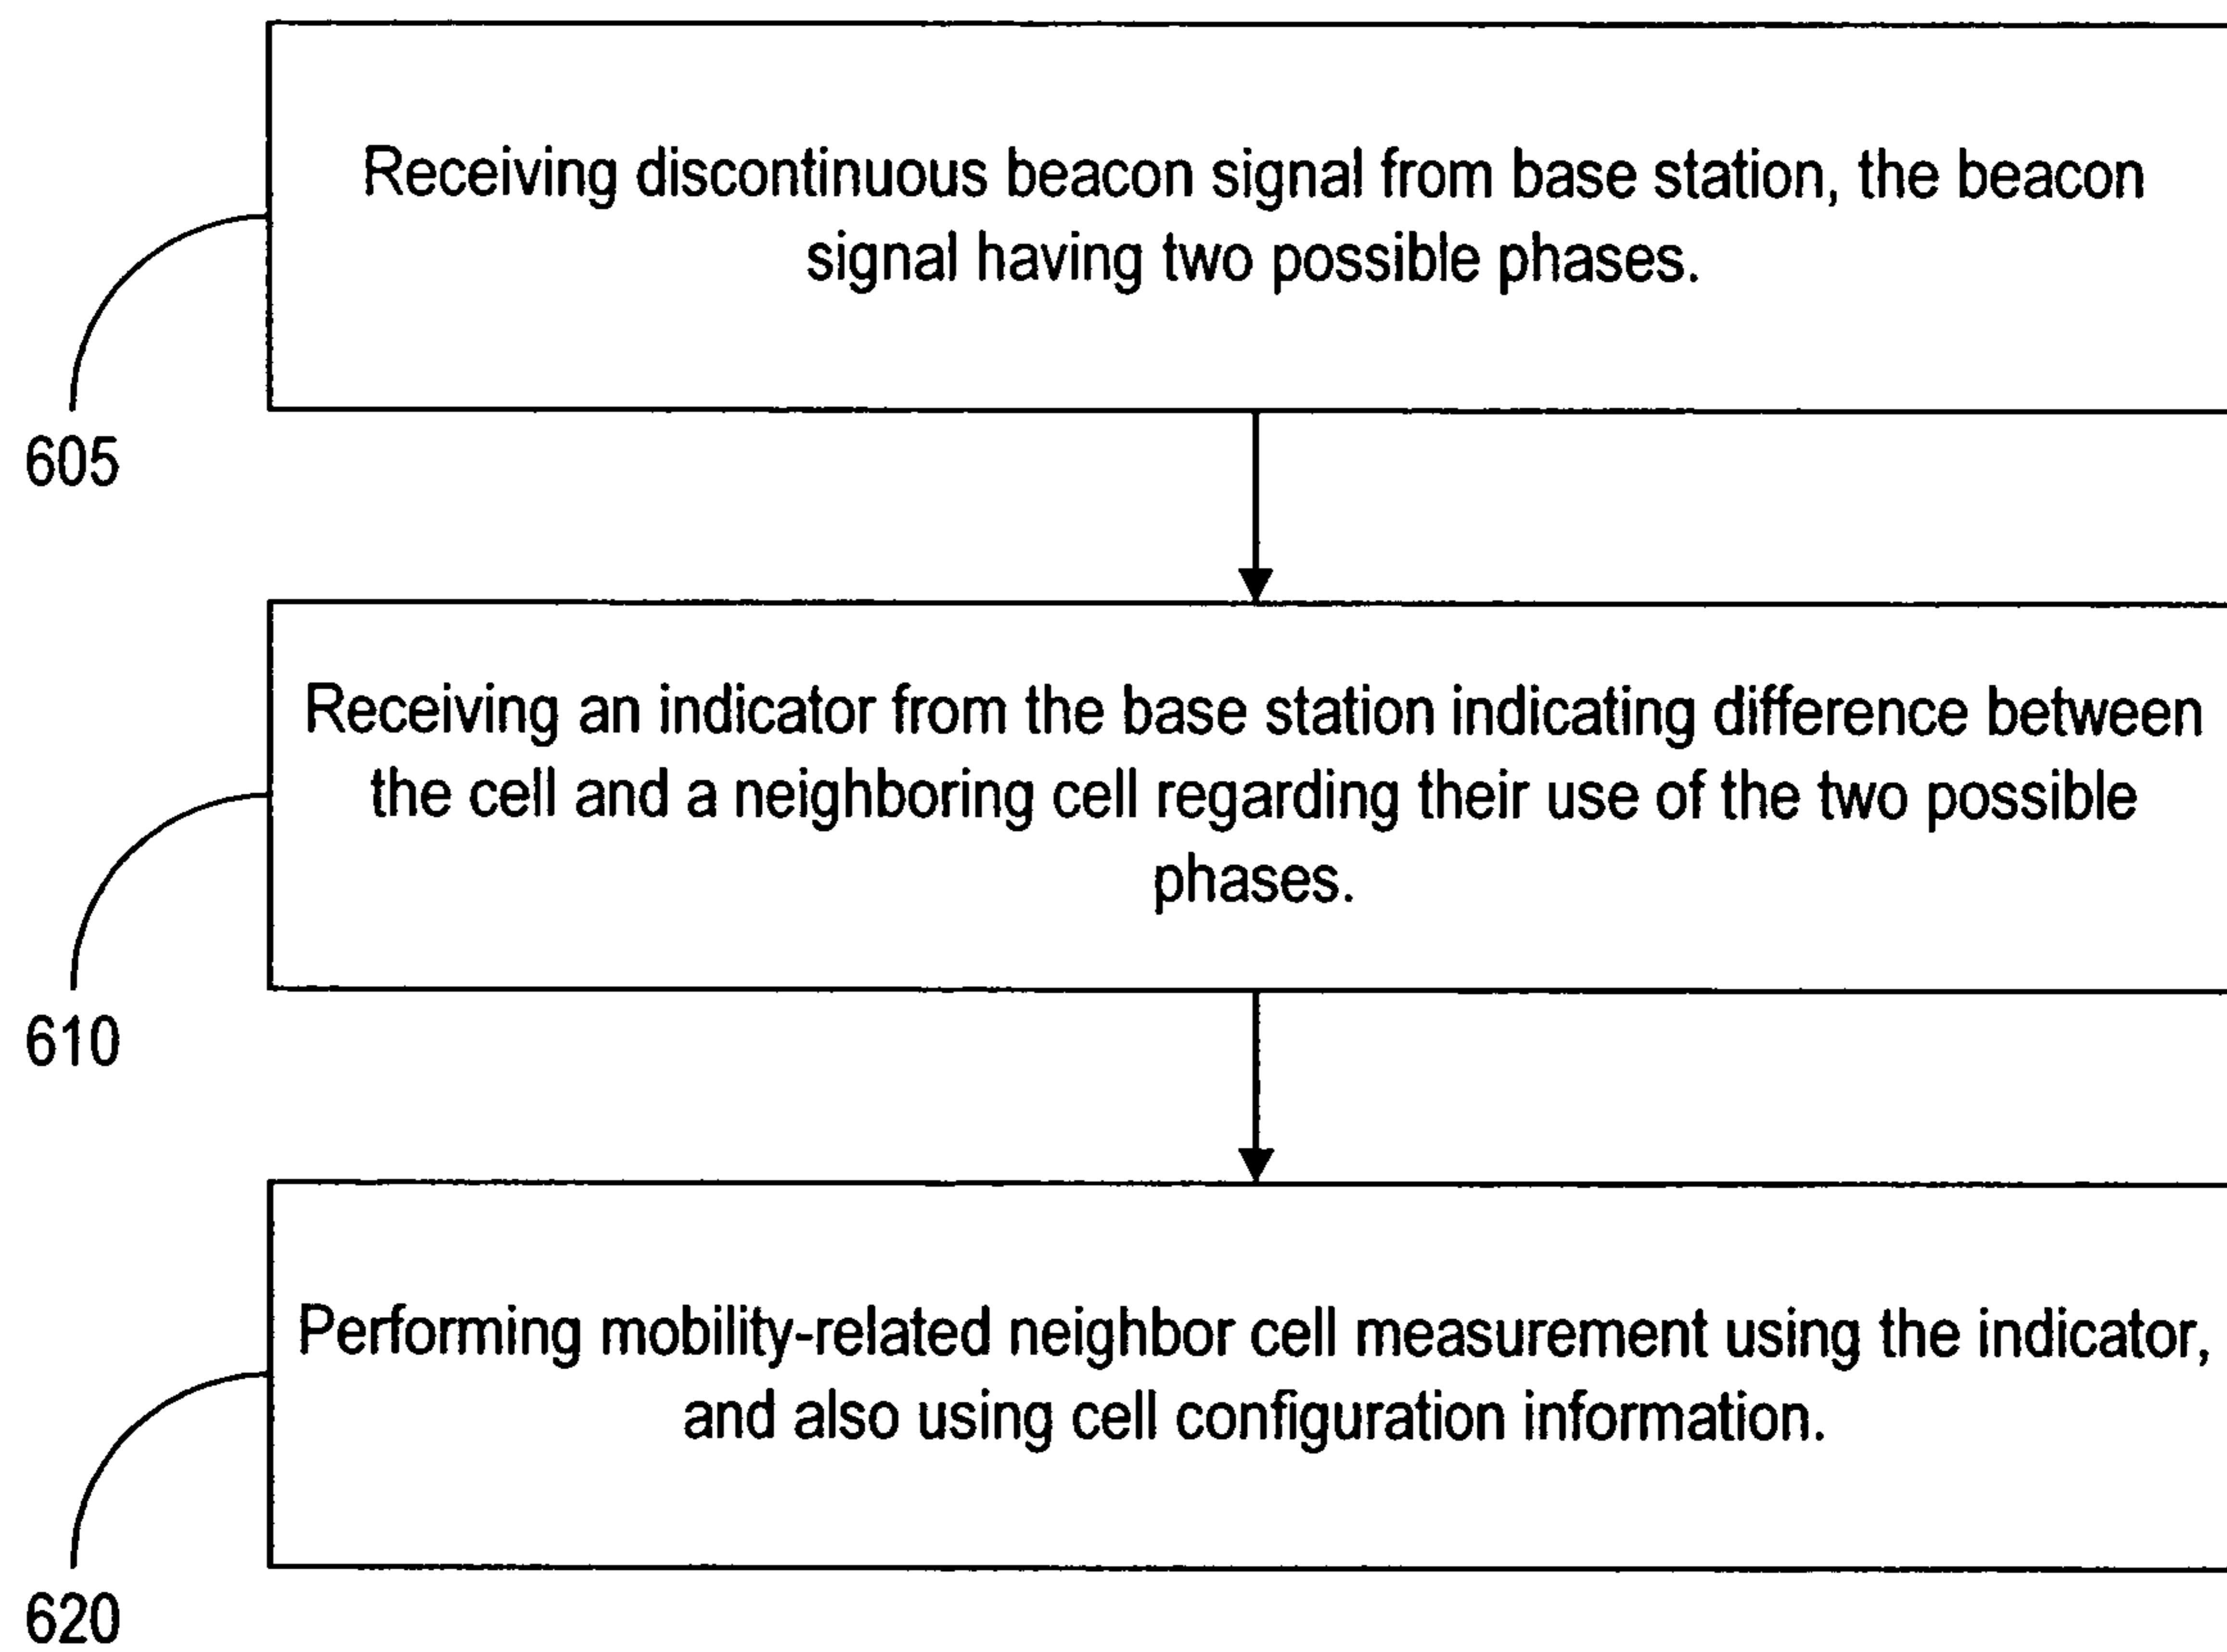 Receiving discontinuous beacon signal from base station, the beacon
signal having two possible phases.
605
Receiving an indicator from the base station indicating difference between
the cell and a neighboring cell regarding their use of the two possible
phases.
610
Performing mobility-related neighbor cell measurement using the indicator,
and also using cell configuration information.
620